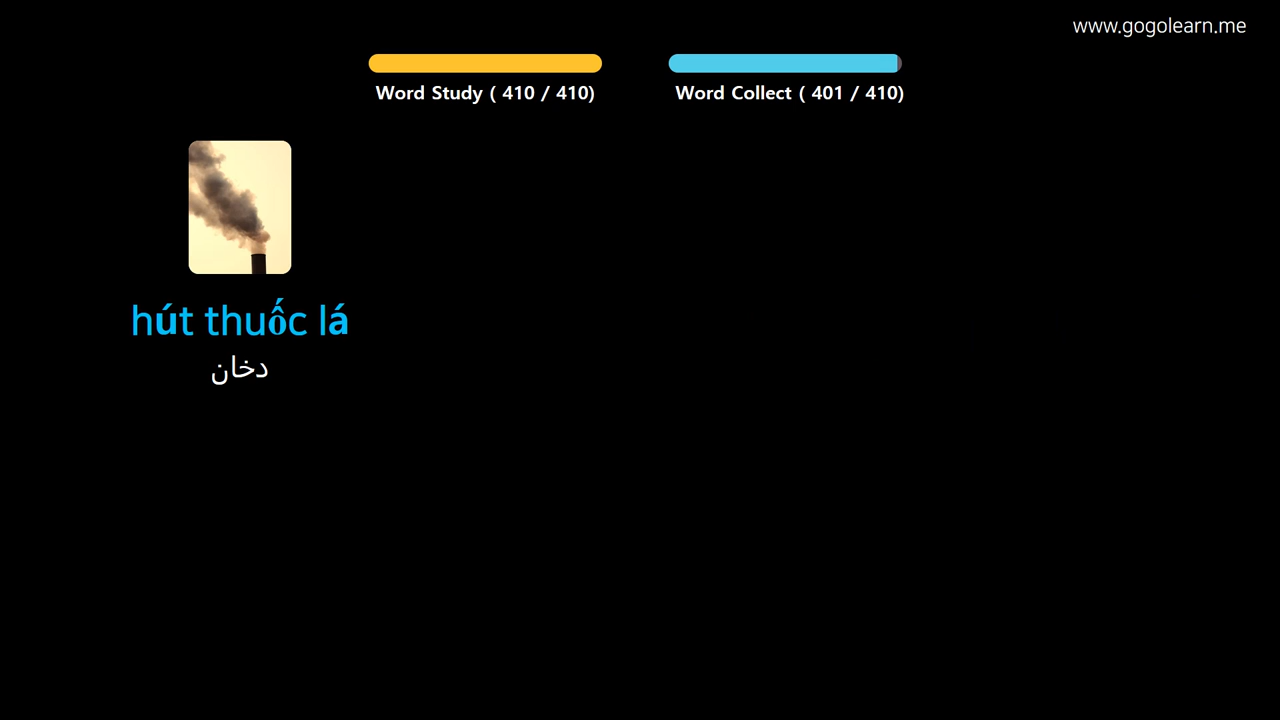 www.gogolearn.me
Word Study ( 410 / 410)
Word Collect ( 401 / 410)
hút thuốc lá
دخان